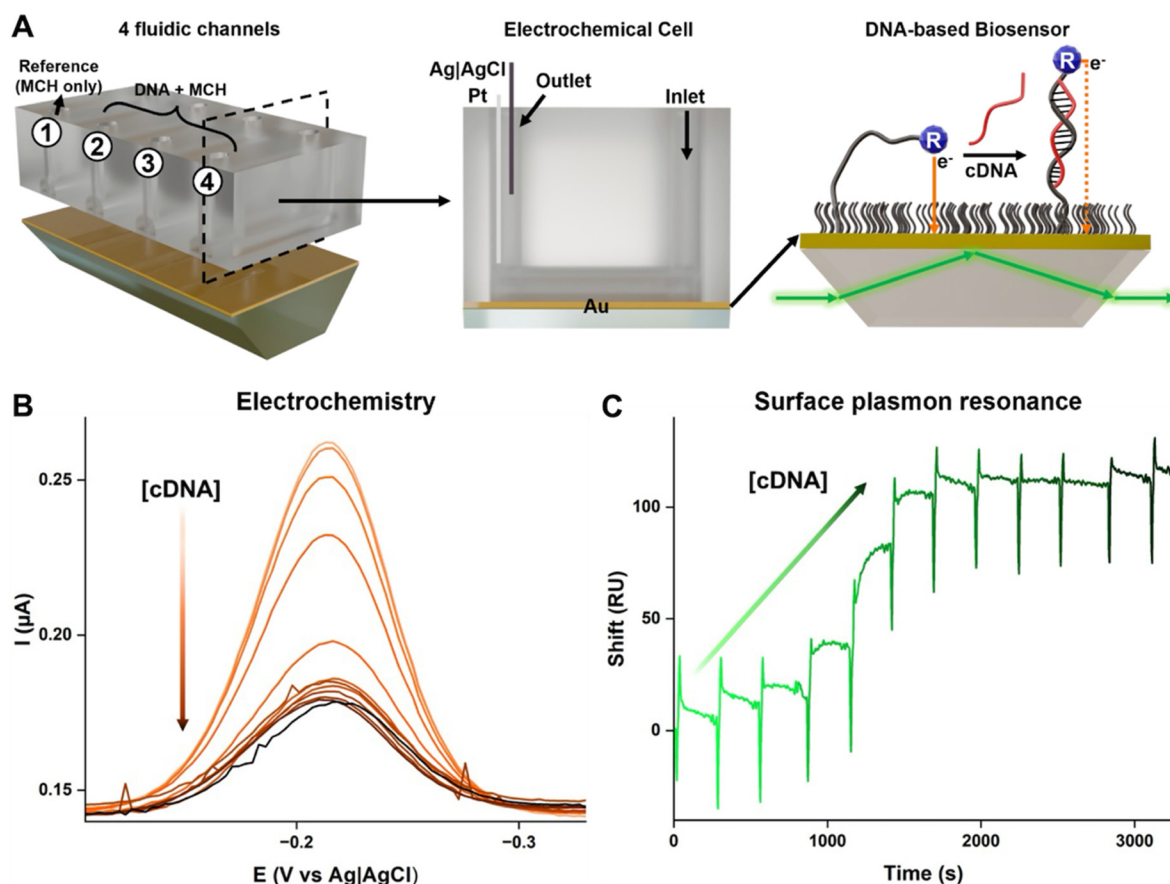 A
4 fluidic channels
Electrochemical Cell
DNA-based Biosensor
Reference
(MCH only)
DNA + MCH
1
2
3
4
Ag|AgCl
Pt
Outlet
Inlet
Au
R
e-
cDNA
R
e-
B
Electrochemistry
[cDNA]
0.25
0.20
0.15
I (µA)
−0.2
−0.3
E (V vs Ag|AgCl)
C
Surface plasmon resonance
[cDNA]
100
50
0
Shift (RU)
0
1000
2000
3000
Time (s)